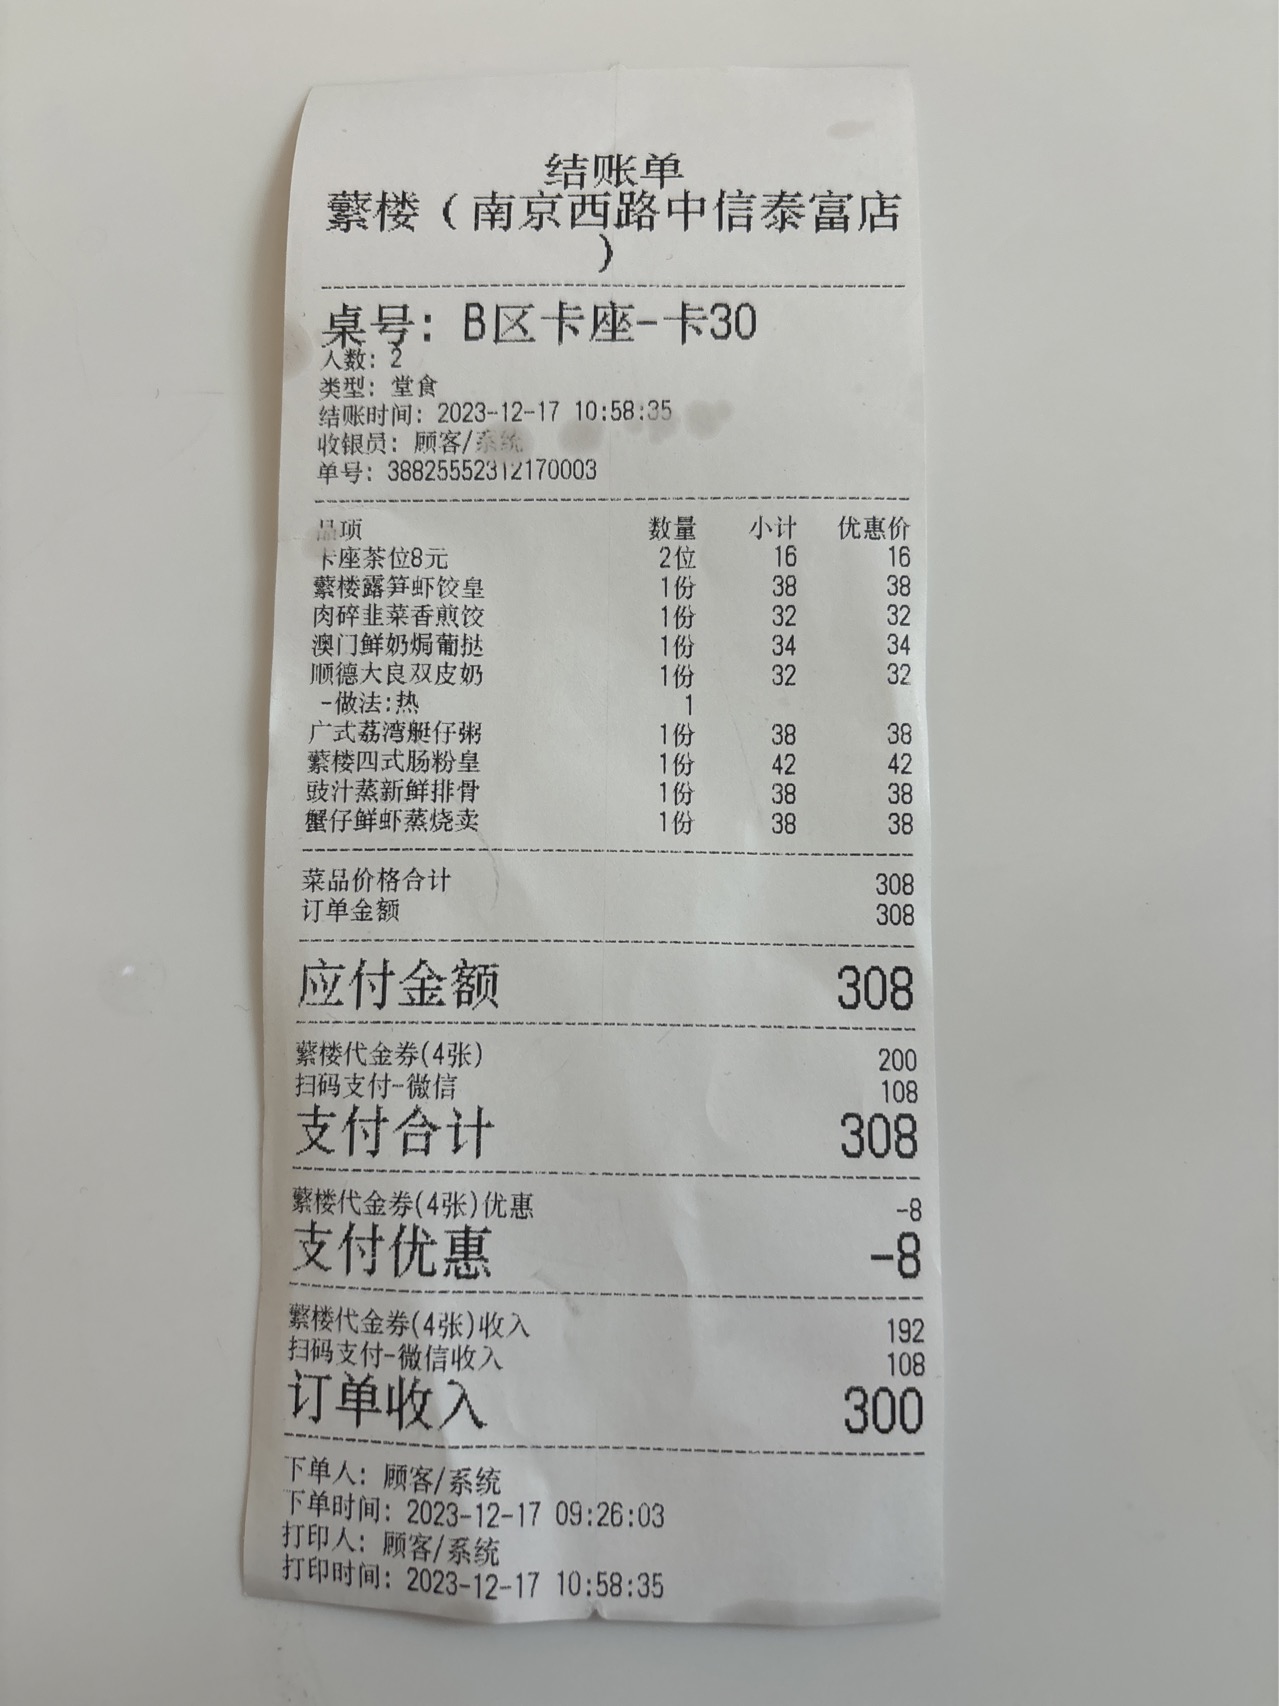 结账单
蘩楼（南京西路中信泰富店
）
桌号：B区卡座-卡30
人数：2
类型：堂食
结账时间：2023-12-17 10:58:35
收银员：顾客/系统
单号：38825552312170003
品项 数量 小计 优惠价
卡座茶位8元 2位 16 16
蘩楼露笋虾饺皇 1份 38 38
肉碎韭菜香煎饺 1份 32 32
澳门鲜奶焗葡挞 1份 34 34
顺德大良双皮奶 1份 32 32
-做法:热 1
广式荔湾艇仔粥 1份 38 38
蘩楼四式肠粉皇 1份 42 42
豉汁蒸新鲜排骨 1份 38 38
蟹仔鲜虾蒸烧卖 1份 38 38
菜品价格合计 308
订单金额 308
应付金额 308
蘩楼代金券(4张) 200
扫码支付-微信 108
支付合计 308
蘩楼代金券(4张)优惠 -8
支付优惠 -8
蘩楼代金券(4张)收入 192
扫码支付-微信收入 108
订单收入 300
下单人：顾客/系统
下单时间：2023-12-17 09:26:03
打印人：顾客/系统
打印时间：2023-12-17 10:58:35